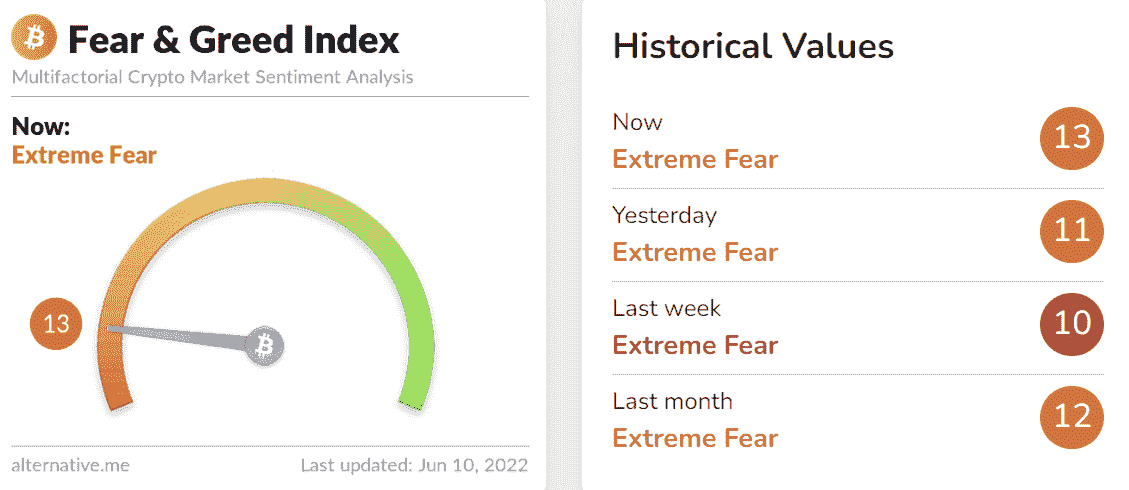 Fear & Greed Index
Multifactorial Crypto Market Sentiment Analysis
Now:
Extreme Fear
13
alternative.me
Last updated: Jun 10, 2022
Historical Values
Now
Extreme Fear
13
Yesterday
Extreme Fear
11
Last week
Extreme Fear
10
Last month
Extreme Fear
12